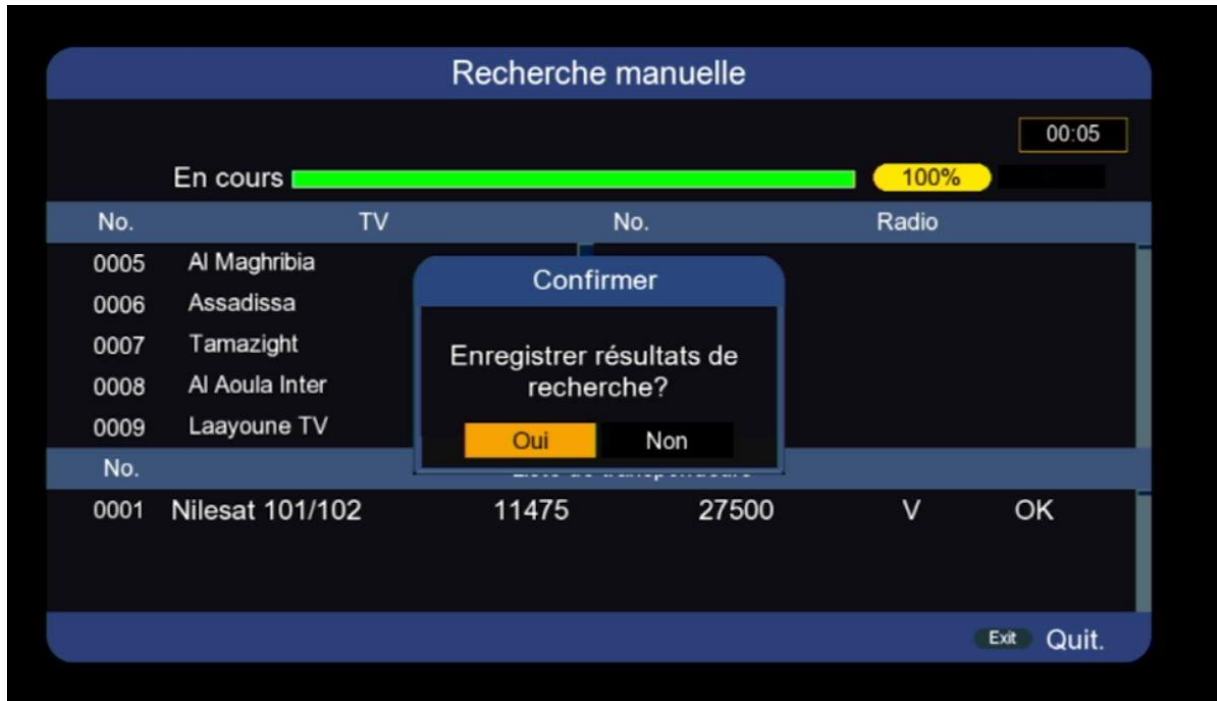 Recherche manuelle
00:05
En cours 100%
No. TV No. Radio
0005 Al Maghribia
0006 Assadissa
0007 Tamazight
0008 Al Aoula Inter
0009 Laayoune TV
Confirmer
Enregistrer résultats de
recherche?
Oui Non
No.
0001 Nilesat 101/102 11475 27500 V OK
Exit Quit.